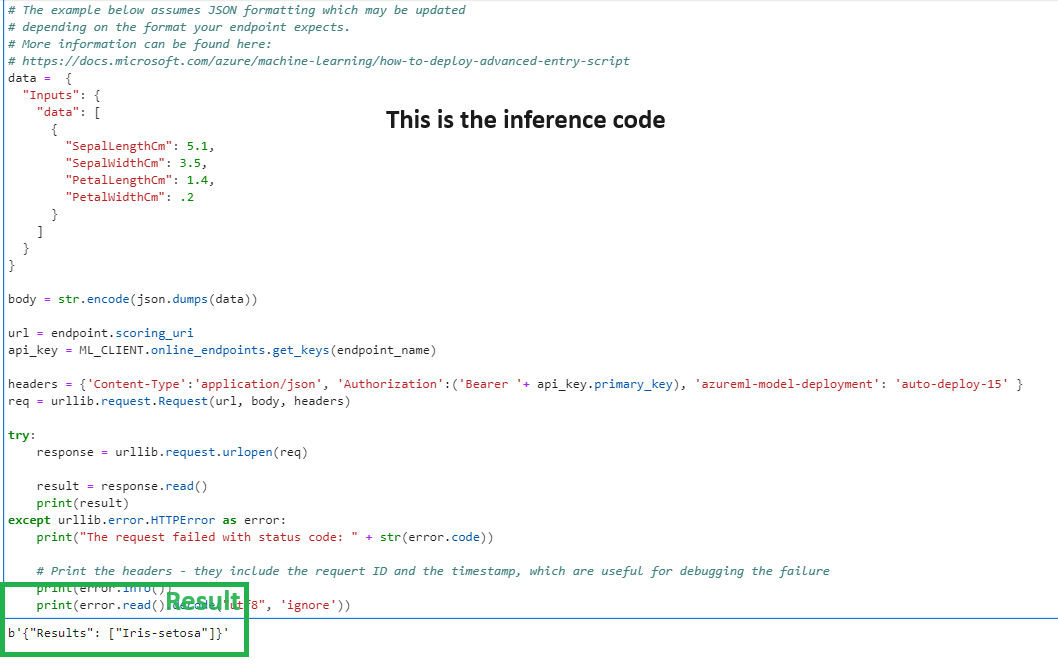 # The example below assumes JSON formatting which may be updated
# depending on the format your endpoint expects.
# More information can be found here:
# https://docs.microsoft.com/azure/machine-learning/how-to-deploy-advanced-entry-script
data =  {
  "Inputs": {
    "data": [
This is the inference code
      {
        "SepalLengthCm": 5.1,
        "SepalWidthCm": 3.5,
        "PetalLengthCm": 1.4,
        "PetalWidthCm": .2
      }
    ]
  }
}

body = str.encode(json.dumps(data))

url = endpoint.scoring_uri
api_key = ML_CLIENT.online_endpoints.get_keys(endpoint_name)

headers = {'Content-Type':'application/json', 'Authorization':('Bearer '+ api_key.primary_key), 'azureml-model-deployment': 'auto-deploy-15' }
req = urllib.request.Request(url, body, headers)

try:
    response = urllib.request.urlopen(req)

    result = response.read()
    print(result)
except urllib.error.HTTPError as error:
    print("The request failed with status code: " + str(error.code))

    # Print the headers - they include the requert ID and the timestamp, which are useful for debugging the failure
    print(error.info())
Result
    print(error.read().decode("utf8", 'ignore'))
b'{"Results": ["Iris-setosa"]}'